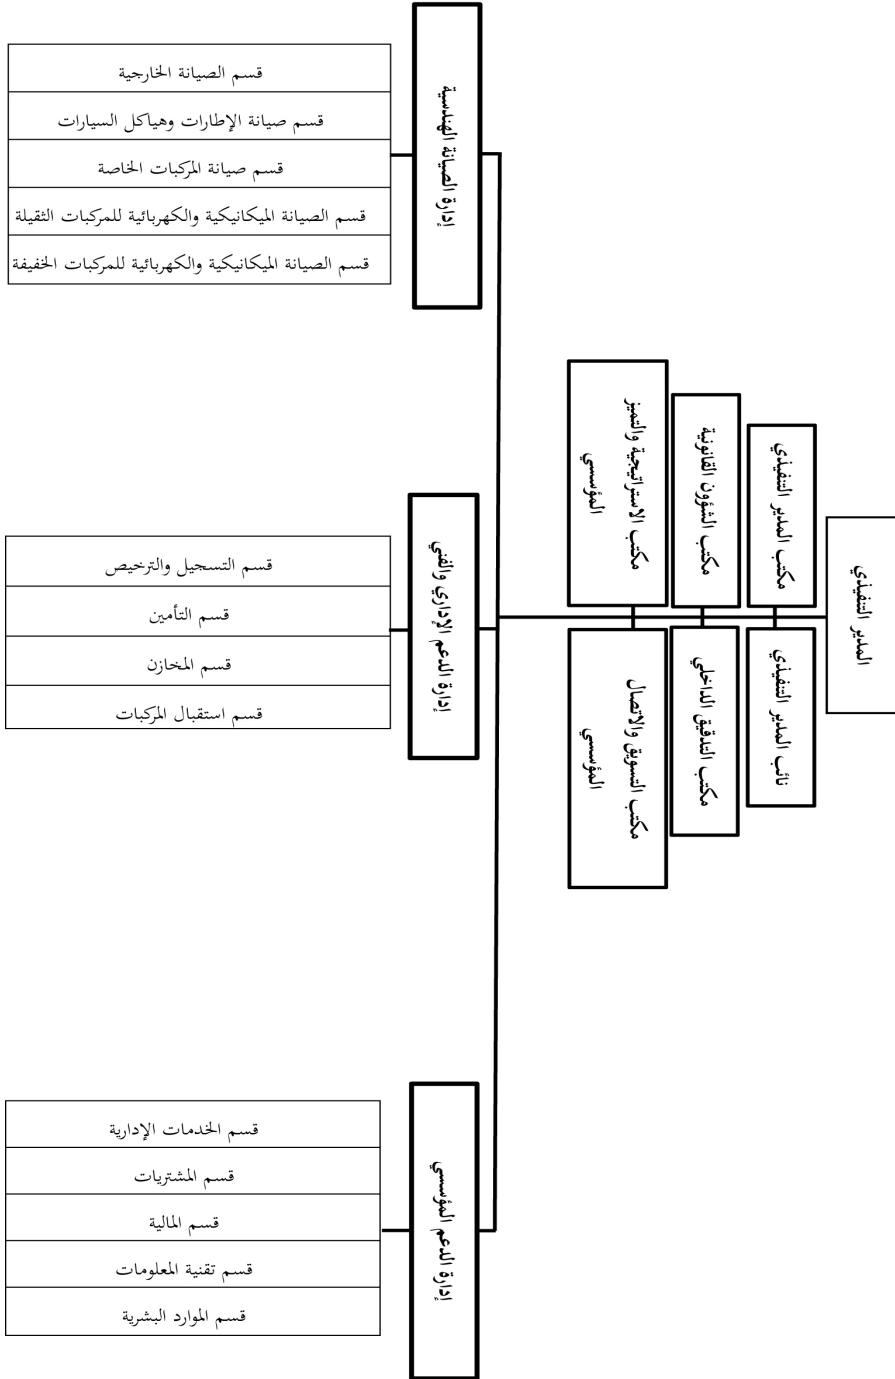 المدير التنفيذي
مكتب المدير التنفيذي
نائب المدير التنفيذي
مكتب الشؤون القانونية
مكتب التدقيق الداخلي
مكتب الاستراتيجية والتميز
المؤسسي
مكتب التسويق والاتصال
المؤسسي
إدارة الصيانة الهندسية
قسم الصيانة الخارجية
قسم صيانة الإطارات وهياكل السيارات
قسم صيانة المركبات الخاصة
قسم الصيانة الميكانيكية والكهربائية للمركبات الثقيلة
قسم الصيانة الميكانيكية والكهربائية للمركبات الخفيفة
إدارة الدعم الإداري والفني
قسم التسجيل والترخيص
قسم التأمين
قسم المخازن
قسم استقبال المركبات
إدارة الدعم المؤسسي
قسم الخدمات الإدارية
قسم المشتريات
قسم المالية
قسم تقنية المعلومات
قسم الموارد البشرية